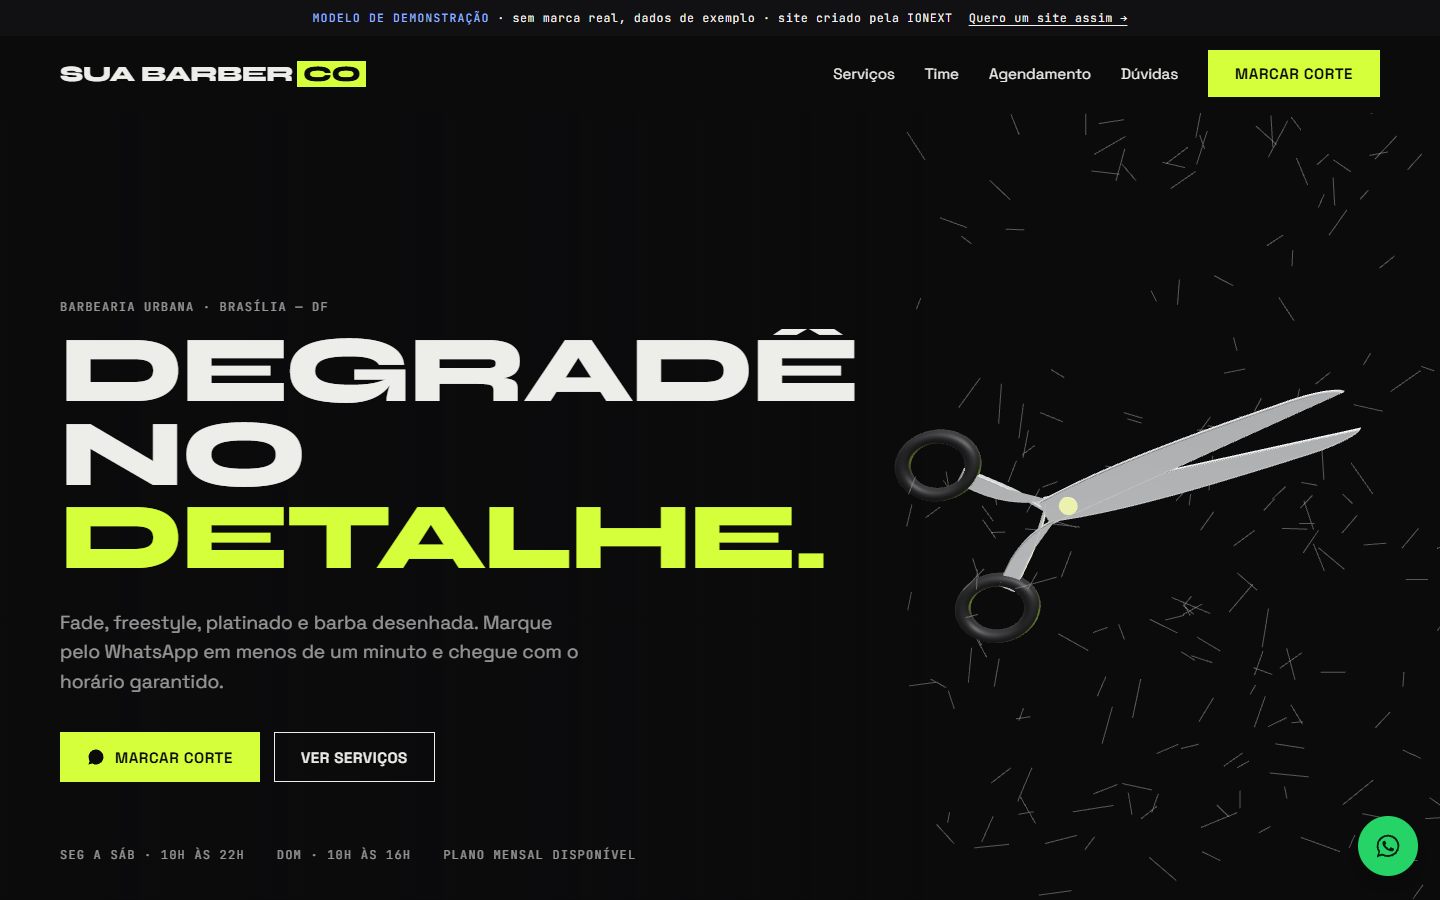 MODELO DE DEMONSTRAÇÃO · sem marca real, dados de exemplo · site criado pela IONEXT Quero um site assim →
SUA BARBER CO
Serviços Time Agendamento Dúvidas MARCAR CORTE
BARBEARIA URBANA · BRASÍLIA — DF
DEGRADÊ
NO
DETALHE.
Fade, freestyle, platinado e barba desenhada. Marque
pelo WhatsApp em menos de um minuto e chegue com o
horário garantido.
MARCAR CORTE VER SERVIÇOS
SEG A SÁB · 10H ÀS 22H DOM · 10H ÀS 16H PLANO MENSAL DISPONÍVEL